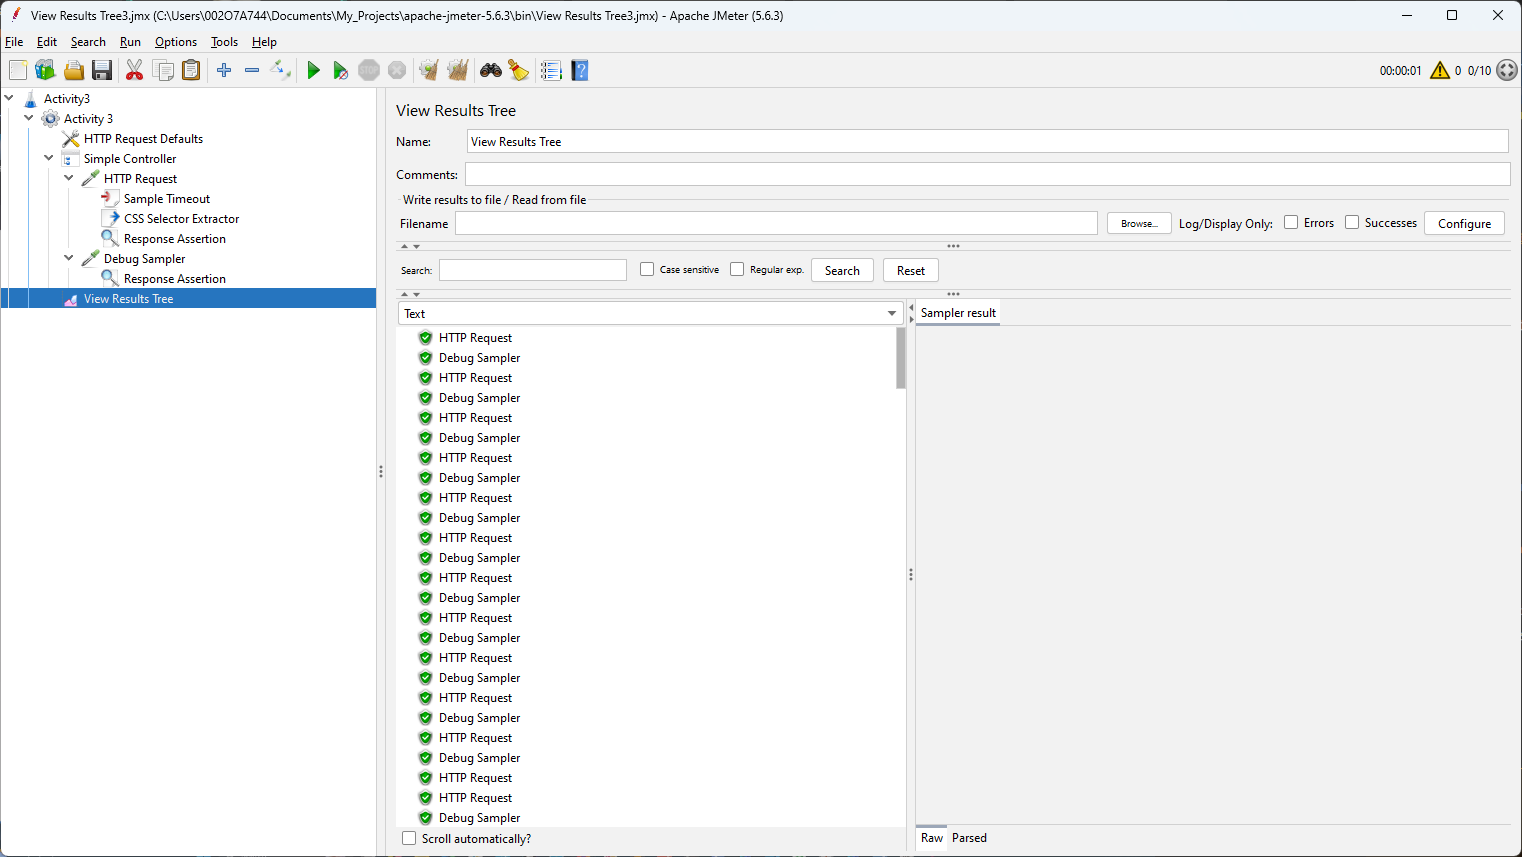 View Results Tree3.jmx (C:\Users\002O7A744\Documents\My_Projects\apache-jmeter-5.6.3\bin\View Results Tree3.jmx) - Apache JMeter (5.6.3)
File Edit Search Run Options Tools Help
STOP 00:00:01 0 0/10
Activity3
Activity 3
HTTP Request Defaults
Simple Controller
HTTP Request
Sample Timeout
CSS Selector Extractor
Response Assertion
Debug Sampler
Response Assertion
View Results Tree
View Results Tree
Name: View Results Tree
Comments:
Write results to file / Read from file
Filename Browse... Log/Display Only: Errors Successes Configure
Search: Case sensitive Regular exp. Search Reset
Text
Sampler result
HTTP Request
Debug Sampler
HTTP Request
Debug Sampler
HTTP Request
Debug Sampler
HTTP Request
Debug Sampler
HTTP Request
Debug Sampler
HTTP Request
Debug Sampler
HTTP Request
Debug Sampler
HTTP Request
Debug Sampler
HTTP Request
Debug Sampler
HTTP Request
Debug Sampler
HTTP Request
Debug Sampler
HTTP Request
HTTP Request
Debug Sampler
Scroll automatically?
Raw Parsed